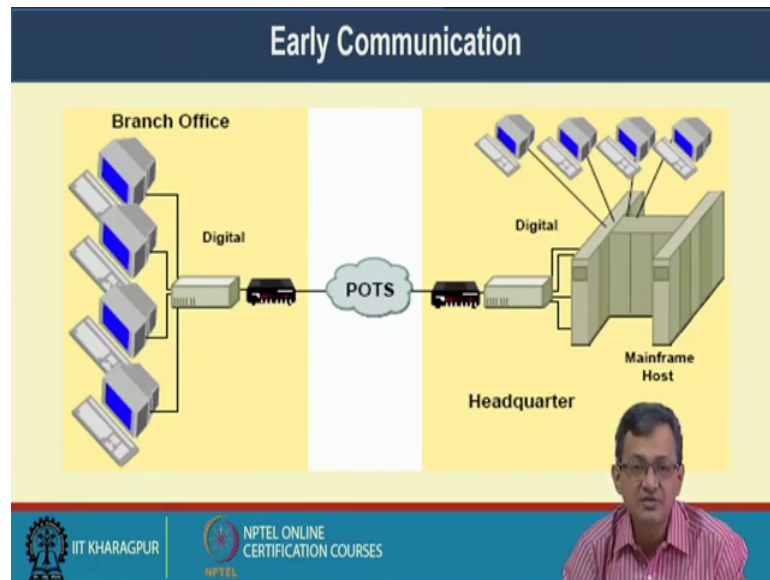 Early Communication
Branch Office
Digital
POTS
Digital
Mainframe
Host
Headquarter
IIT KHARAGPUR
NPTEL
NPTEL ONLINE
CERTIFICATION COURSES